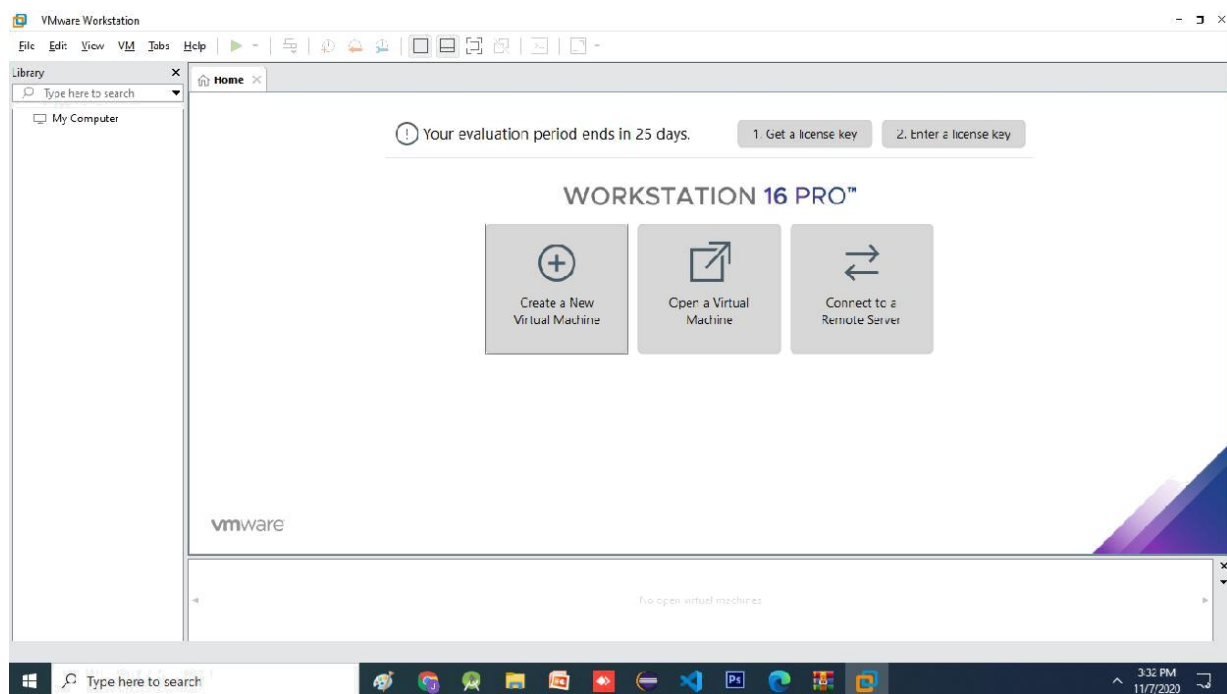 VMware Workstation
File Edit View VM Tabs Help
Library
Type here to search
My Computer
Home
Your evaluation period ends in 25 days.
1. Get a license key
2. Enter a license key
WORKSTATION 16 PRO™
Create a New
Virtual Machine
Open a Virtual
Machine
Connect to a
Remote Server
vmware
No open virtual machines
Type here to search
Ps
3:32 PM
11/7/2020